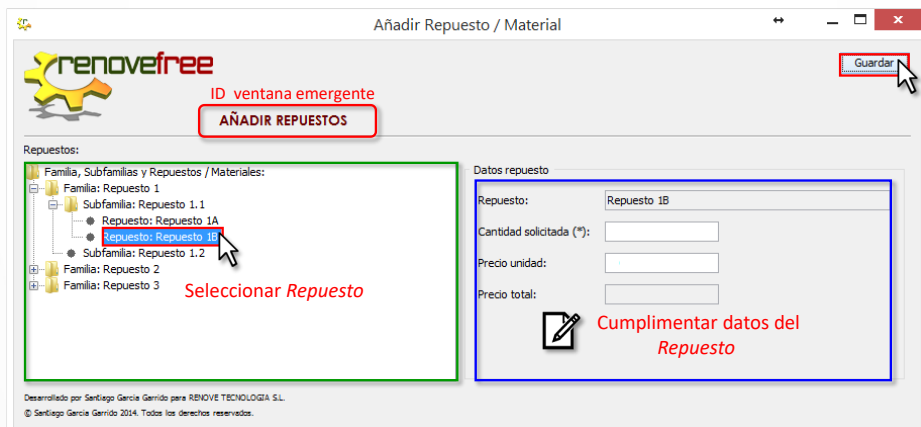 Añadir Repuesto / Material
renovefree
Guardar
ID ventana emergente
AÑADIR REPUESTOS
Repuestos:
Familia, Subfamilias y Repuestos / Materiales:
Familia: Repuesto 1
Subfamilia: Repuesto 1.1
Repuesto: Repuesto 1A
Repuesto: Repuesto 1B
Subfamilia: Repuesto 1.2
Familia: Repuesto 2
Familia: Repuesto 3
Seleccionar Repuesto
Datos repuesto
Repuesto: Repuesto 1B
Cantidad solicitada (*):
Precio unidad:
Precio total:
Cumplimentar datos del
Repuesto
Desarrollado por Santiago Garcia Garrido para RENOVE TECNOLOGIA S.L.
© Santiago Garcia Garrido 2014. Todos los derechos reservados.